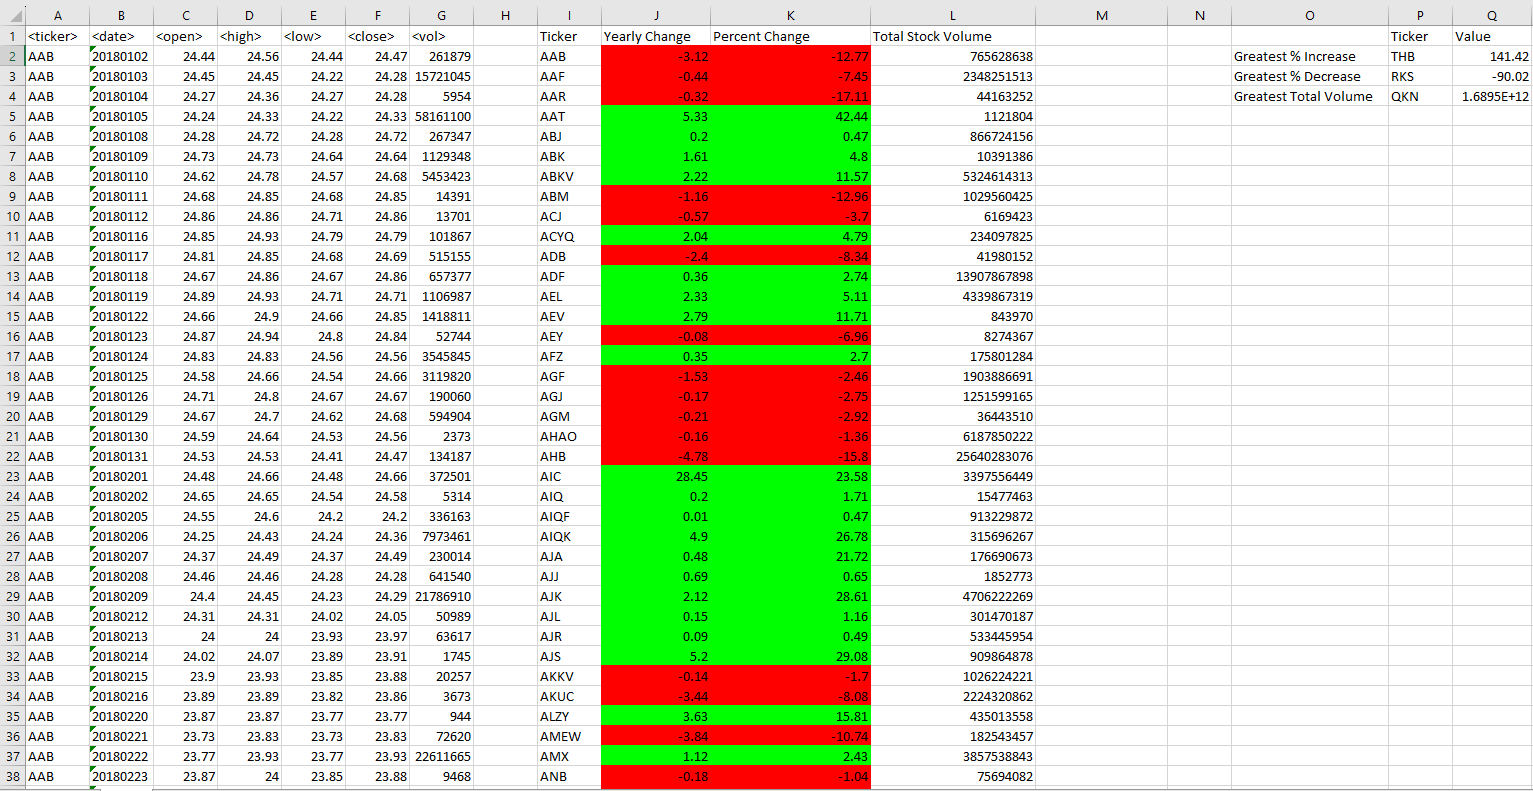 A B C D E F G H I J K L M N O P Q
1 <ticker> <date> <open> <high> <low> <close> <vol> Ticker Yearly Change Percent Change Total Stock Volume Ticker Value
2 AAB 20180102 24.44 24.56 24.44 24.47 261879 AAB -3.12 -12.77 765628638 Greatest % Increase THB 141.42
3 AAB 20180103 24.45 24.45 24.22 24.28 15721045 AAF -0.44 -7.45 2348251513 Greatest % Decrease RKS -90.02
4 AAB 20180104 24.27 24.36 24.27 24.28 5954 AAR -0.32 -17.11 44163252 Greatest Total Volume QKN 1.6895E+12
5 AAB 20180105 24.24 24.33 24.22 24.33 58161100 AAT 5.33 42.44 1121804
6 AAB 20180108 24.28 24.72 24.28 24.72 267347 ABJ 0.2 0.47 866724156
7 AAB 20180109 24.73 24.73 24.64 24.64 1129348 ABK 1.61 4.8 10391386
8 AAB 20180110 24.62 24.78 24.57 24.68 5453423 ABKV 2.22 11.57 5324614313
9 AAB 20180111 24.68 24.85 24.68 24.85 14391 ABM -1.16 -12.96 1029560425
10 AAB 20180112 24.86 24.86 24.71 24.86 13701 ACJ -0.57 -3.7 6169423
11 AAB 20180116 24.85 24.93 24.79 24.79 101867 ACYQ 2.04 4.79 234097825
12 AAB 20180117 24.81 24.85 24.68 24.69 515155 ADB -2.4 -8.34 41980152
13 AAB 20180118 24.67 24.86 24.67 24.86 657377 ADF 0.36 2.74 13907867898
14 AAB 20180119 24.89 24.93 24.71 24.71 1106987 AEL 2.33 5.11 4339867319
15 AAB 20180122 24.66 24.9 24.66 24.85 1418811 AEV 2.79 11.71 843970
16 AAB 20180123 24.87 24.94 24.8 24.84 52744 AEY -0.08 -6.96 8274367
17 AAB 20180124 24.83 24.83 24.56 24.56 3545845 AFZ 0.35 2.7 175801284
18 AAB 20180125 24.58 24.66 24.54 24.66 3119820 AGF -1.53 -2.46 1903886691
19 AAB 20180126 24.71 24.8 24.67 24.67 190060 AGJ -0.17 -2.75 1251599165
20 AAB 20180129 24.67 24.7 24.62 24.68 594904 AGM -0.21 -2.92 36443510
21 AAB 20180130 24.59 24.64 24.53 24.56 2373 AHAO -0.16 -1.36 6187850222
22 AAB 20180131 24.53 24.53 24.41 24.47 134187 AHB -4.78 -15.8 25640283076
23 AAB 20180201 24.48 24.66 24.48 24.66 372501 AIC 28.45 23.58 3397556449
24 AAB 20180202 24.65 24.65 24.54 24.58 5314 AIQ 0.2 1.71 15477463
25 AAB 20180205 24.55 24.6 24.2 24.2 336163 AIQF 0.01 0.47 913229872
26 AAB 20180206 24.25 24.43 24.24 24.36 7973461 AIQK 4.9 26.78 315696267
27 AAB 20180207 24.37 24.49 24.37 24.49 230014 AJA 0.48 21.72 176690673
28 AAB 20180208 24.46 24.46 24.28 24.28 641540 AJJ 0.69 0.65 1852773
29 AAB 20180209 24.4 24.45 24.23 24.29 21786910 AJK 2.12 28.61 4706222269
30 AAB 20180212 24.31 24.31 24.02 24.05 50989 AJL 0.15 1.16 301470187
31 AAB 20180213 24 24 23.93 23.97 63617 AJR 0.09 0.49 533445954
32 AAB 20180214 24.02 24.07 23.89 23.91 1745 AJS 5.2 29.08 909864878
33 AAB 20180215 23.9 23.93 23.85 23.88 20257 AKKV -0.14 -1.7 1026224221
34 AAB 20180216 23.89 23.89 23.82 23.86 3673 AKUC -3.44 -8.08 2224320862
35 AAB 20180220 23.87 23.87 23.77 23.77 944 ALZY 3.63 15.81 435013558
36 AAB 20180221 23.73 23.83 23.73 23.83 72620 AMEW -3.84 -10.74 182543457
37 AAB 20180222 23.77 23.93 23.77 23.93 22611665 AMX 1.12 2.43 3857538843
38 AAB 20180223 23.87 24 23.85 23.88 9468 ANB -0.18 -1.04 75694082